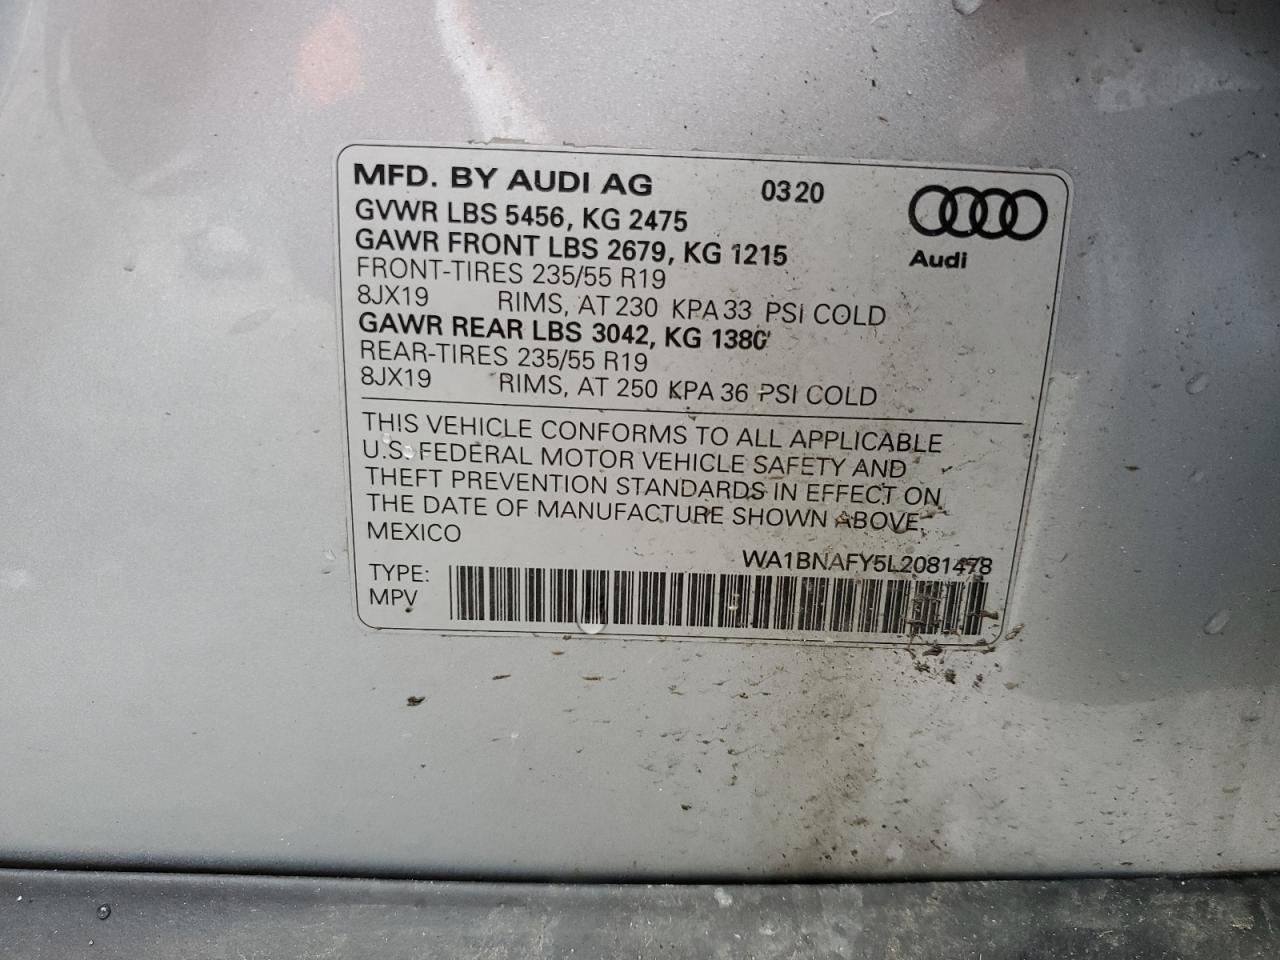 MFD. BY AUDI AG 0320
GVWR LBS 5456, KG 2475
GAWR FRONT LBS 2679, KG 1215
Audi
FRONT-TIRES 235/55 R19
8JX19 RIMS, AT 230 KPA 33 PSI COLD
GAWR REAR LBS 3042, KG 1380
REAR-TIRES 235/55 R19
8JX19 RIMS, AT 250 KPA 36 PSI COLD
THIS VEHICLE CONFORMS TO ALL APPLICABLE
U.S. FEDERAL MOTOR VEHICLE SAFETY AND
THEFT PREVENTION STANDARDS IN EFFECT ON
THE DATE OF MANUFACTURE SHOWN ABOVE.
MEXICO
WA1BNAFY5L2081478
TYPE:
MPV